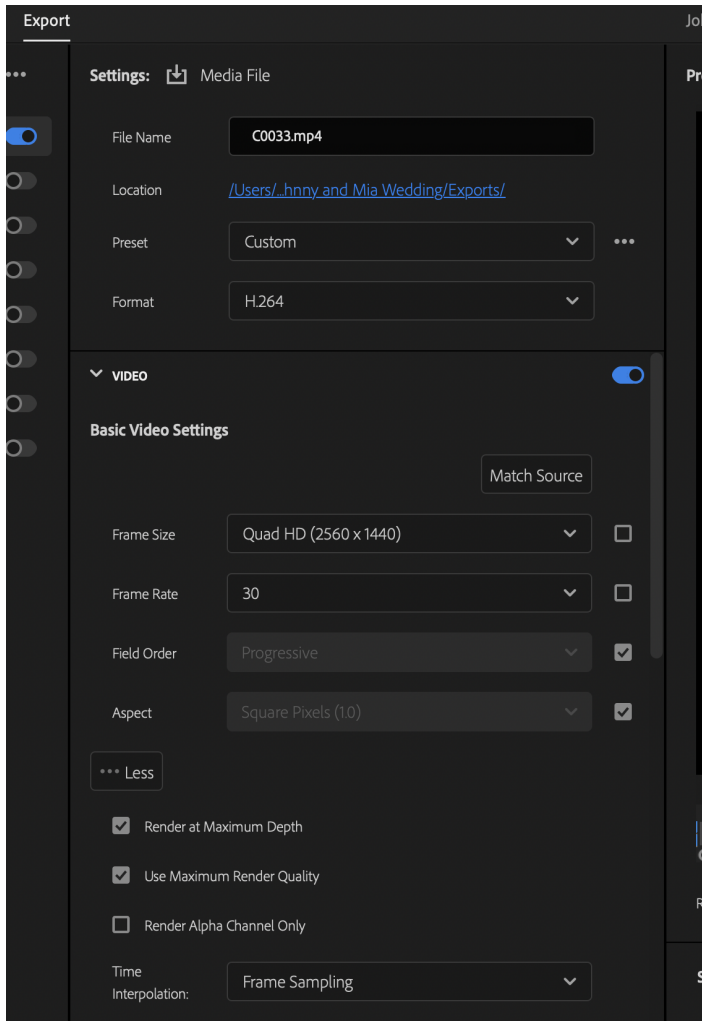 Export
Settings: Media File
File Name C0033.mp4
Location /Users/...hnny and Mia Wedding/Exports/
Preset Custom
Format H.264
VIDEO
Basic Video Settings
Match Source
Frame Size Quad HD (2560 x 1440)
Frame Rate 30
Field Order Progressive
Aspect Square Pixels (1.0)
••• Less
Render at Maximum Depth
Use Maximum Render Quality
Render Alpha Channel Only
Time
Interpolation: Frame Sampling